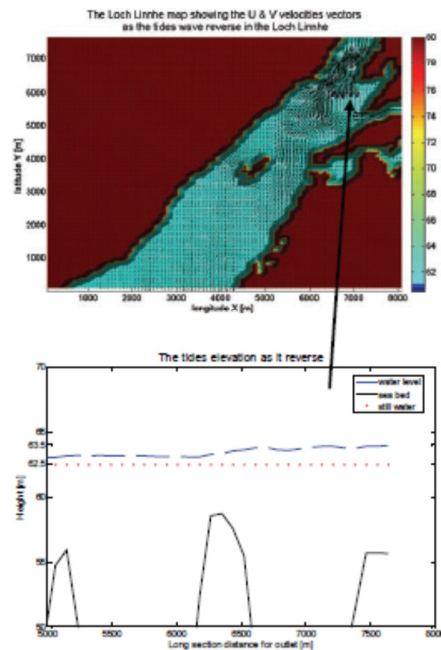 The Loch Linnhe map showing the U & V velocities vectors
as the tides wave reverse in the Loch Linnhe
latitude Y [m]
7000
6000
5000
4000
3000
2000
1000
1000 2000 3000 4000 5000 6000 7000 8000
longitude X [m]
80
78
76
74
72
70
68
66
64
62
The tides elevation as it reverse
water level
sea bed
still water
Height [m]
70
65
63.5
62.5
60
55
50
5000 5500 6000 6500 7000 7500 8000
Long section distance for outlet [m]